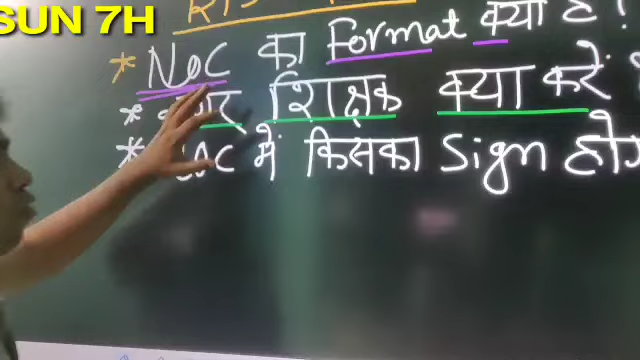 SUN 7H
* NOC का Format क्या है ?
* शिक्षक क्या करें
* में किसका Sign